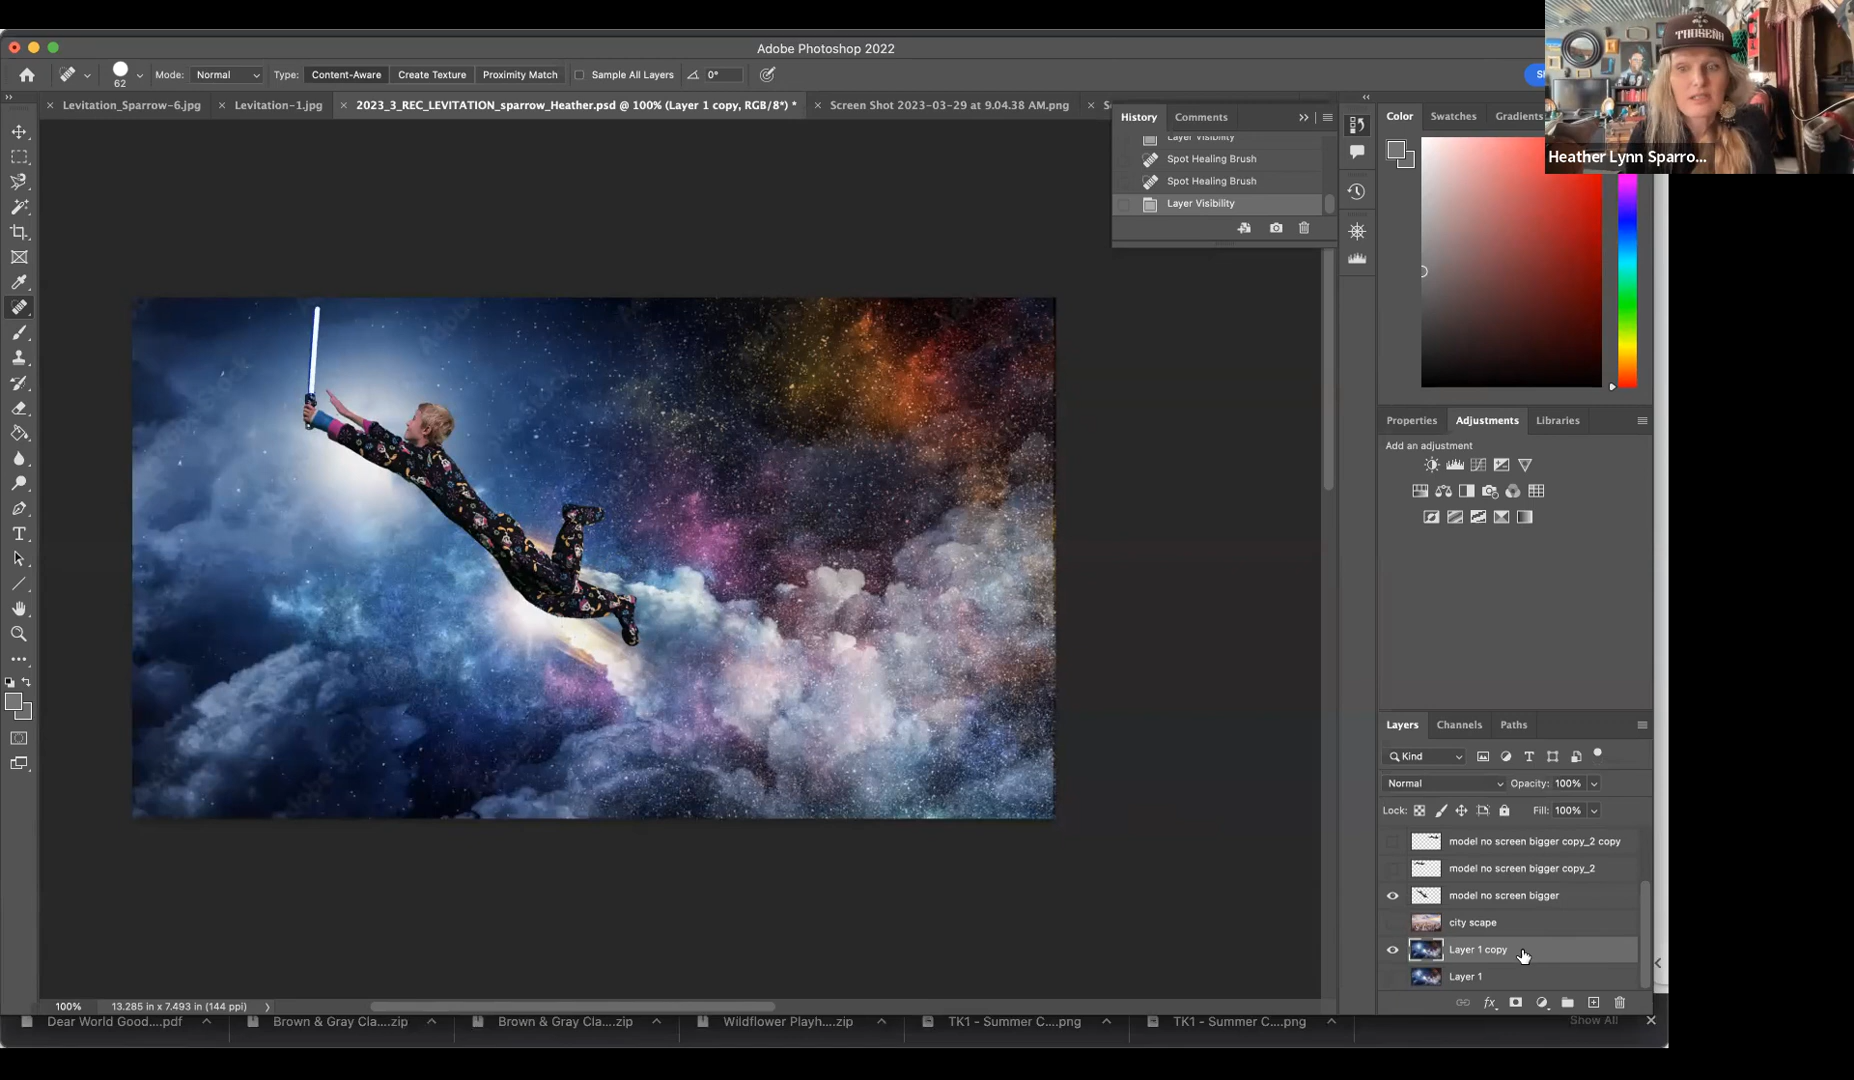 Adobe Photoshop 2022
THUGEAH
62
Mode: Normal
Type: Content-Aware Create Texture Proximity Match
Sample All Layers
0°
Levitation_Sparrow-6.jpg
Levitation-1.jpg
2023_3_REC_LEVITATION_sparrow_Heather.psd @ 100% (Layer 1 copy, RGB/8*) *
Screen Shot 2023-03-29 at 9.04.38 AM.png
History Comments
Layer Visibility
Spot Healing Brush
Spot Healing Brush
Layer Visibility
Color Swatches Gradients
Heather Lynn Sparro...
Properties Adjustments Libraries
Add an adjustment
Layers Channels Paths
Kind
Normal
Opacity: 100%
Lock:
Fill: 100%
model no screen bigger copy_2 copy
model no screen bigger copy_2
model no screen bigger
city scape
Layer 1 copy
Layer 1
fx
100%
13.285 in x 7.493 in (144 ppi)
Dear World Good....pdf
Brown & Gray Cla....zip
Brown & Gray Cla....zip
Wildflower Playh....zip
TK1 - Summer C....png
TK1 - Summer C....png
Show All